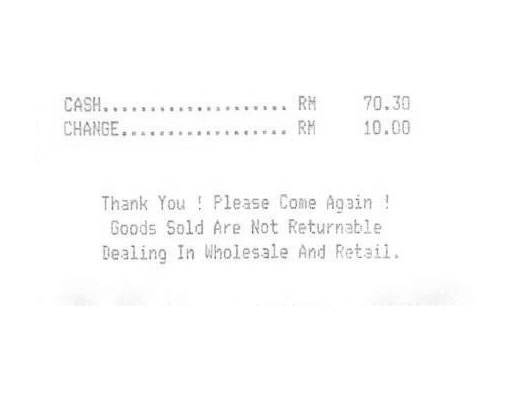 CASH.................... RM 70.30
CHANGE.................. RM 10.00
Thank You ! Please Come Again !
Goods Sold Are Not Returnable
Dealing In Wholesale And Retail.